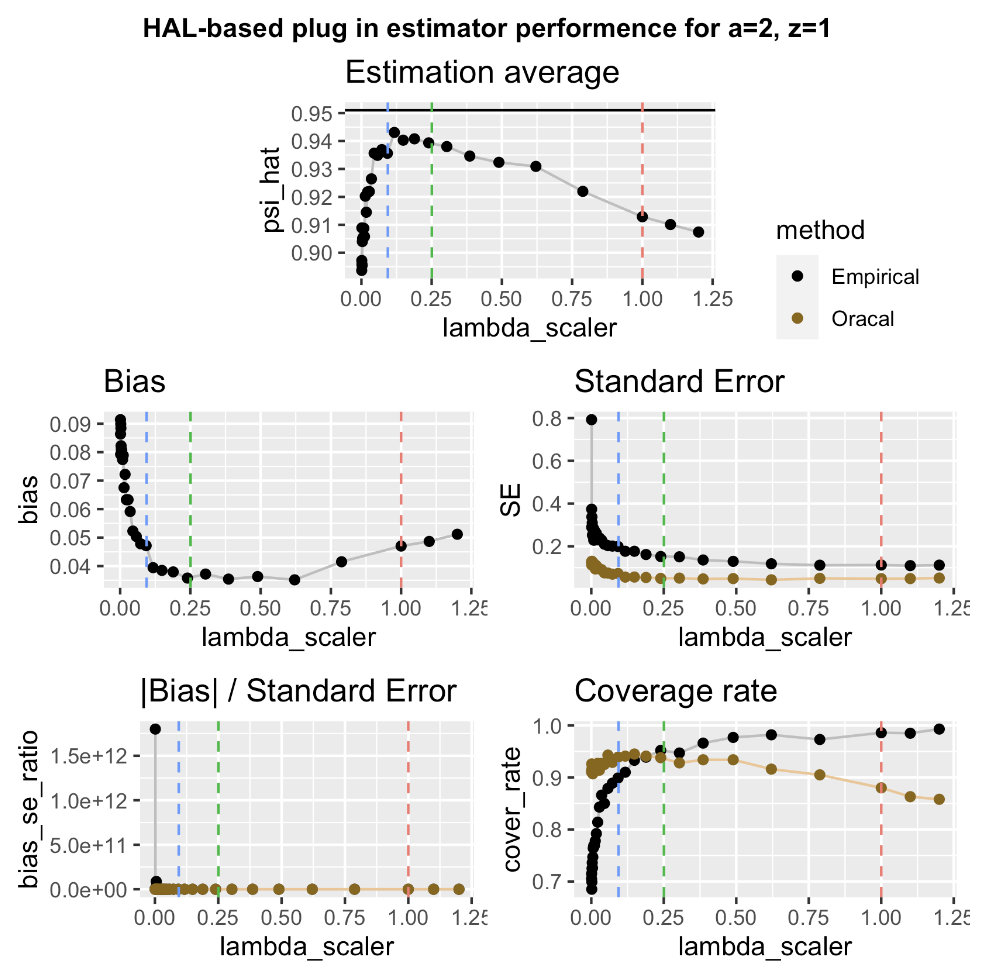 HAL-based plug in estimator performence for a=2, z=1
Estimation average
0.95
0.94
0.93
0.92
0.91
0.90
psi_hat
0.00 0.25 0.50 0.75 1.00 1.25
lambda_scaler
method
Empirical
Oracal
Bias
0.09
0.08
0.07
0.06
0.05
0.04
bias
0.00 0.25 0.50 0.75 1.00 1.25
lambda_scaler
Standard Error
0.8
0.6
0.4
0.2
SE
0.00 0.25 0.50 0.75 1.00 1.25
lambda_scaler
|Bias| / Standard Error
1.5e+12
1.0e+12
5.0e+11
0.0e+00
bias_se_ratio
0.00 0.25 0.50 0.75 1.00 1.25
lambda_scaler
Coverage rate
1.0
0.9
0.8
0.7
cover_rate
0.00 0.25 0.50 0.75 1.00 1.25
lambda_scaler